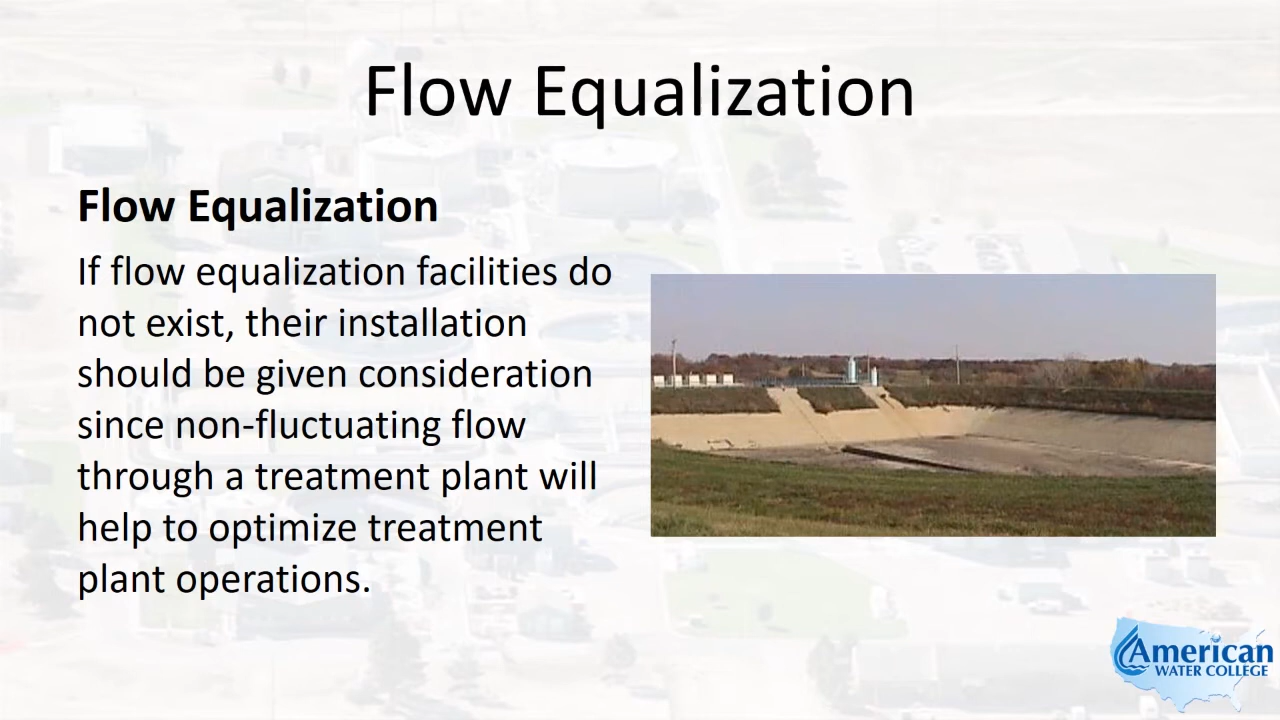 Flow Equalization
Flow Equalization
If flow equalization facilities do
not exist, their installation
should be given consideration
since non-fluctuating flow
through a treatment plant will
help to optimize treatment
plant operations.
American
WATER COLLEGE